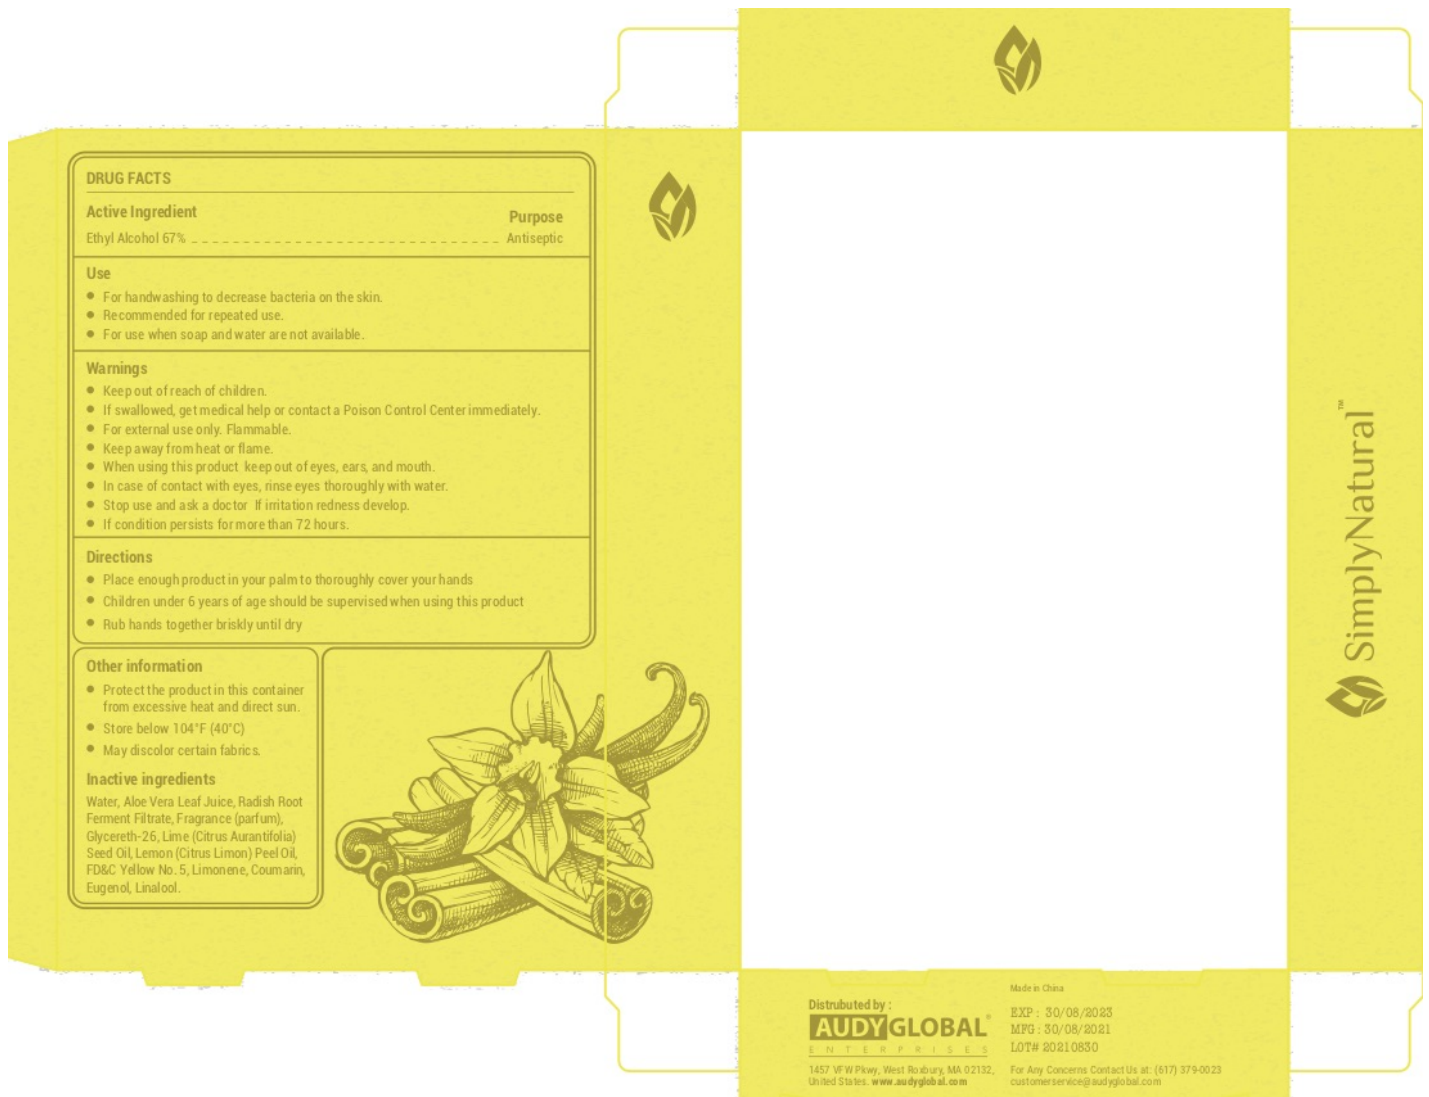 DRUG FACTS
Active Ingredient
Purpose
Ethyl Alcohol 67% Antiseptic
Use
● For handwashing to decrease bacteria on the skin.
● Recommended for repeated use.
● For use when soap and water are not available.
Warnings
● Keep out of reach of children.
● If swallowed, get medical help or contact a Poison Control Center immediately.
● For external use only. Flammable.
● Keep away from heat or flame.
● When using this product keep out of eyes, ears, and mouth.
● In case of contact with eyes, rinse eyes thoroughly with water.
● Stop use and ask a doctor If irritation redness develop.
● If condition persists for more than 72 hours.
Directions
● Place enough product in your palm to thoroughly cover your hands
● Children under 6 years of age should be supervised when using this product
● Rub hands together briskly until dry
Other information
● Protect the product in this container
from excessive heat and direct sun.
● Store below 104°F (40°C)
● May discolor certain fabrics.
Inactive ingredients
Water, Aloe Vera Leaf Juice, Radish Root
Ferment Filtrate, Fragrance (parfum),
Glycereth-26, Lime (Citrus Aurantifolia)
Seed Oil, Lemon (Citrus Limon) Peel Oil,
FD&C Yellow No. 5, Limonene, Coumarin,
Eugenol, Linalool.
SimplyNatural™
Distrubuted by :
AUDYGLOBAL®
ENTERPRISES
1457 VFW Pkwy, West Roxbury, MA 02132,
United States. www.audyglobal.com
Made in China
EXP : 30/08/2023
MFG : 30/08/2021
LOT# 20210830
For Any Concerns Contact Us at: (617) 379-0023
customerservice@audyglobal.com